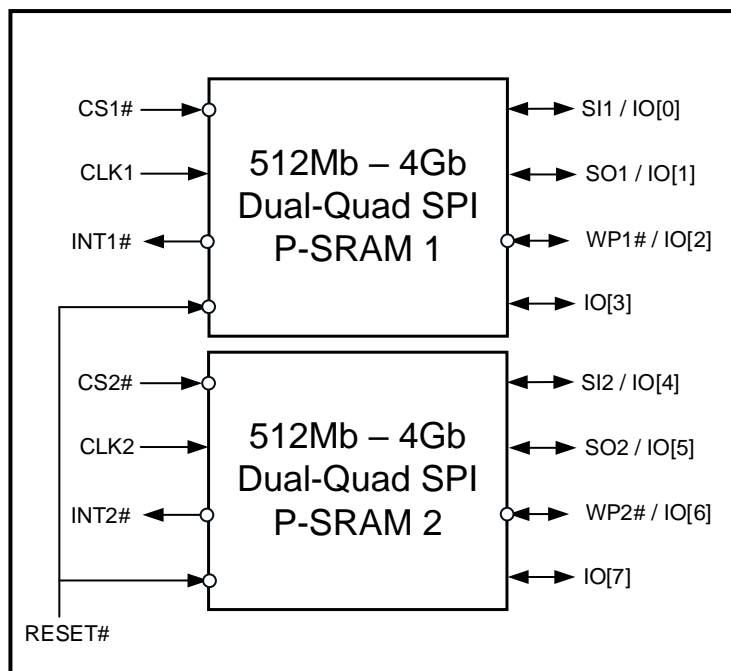 CS1#
CLK1
INT1#
512Mb – 4Gb
Dual-Quad SPI
P-SRAM 1
SI1 / IO[0]
SO1 / IO[1]
WP1# / IO[2]
IO[3]
CS2#
CLK2
INT2#
512Mb – 4Gb
Dual-Quad SPI
P-SRAM 2
SI2 / IO[4]
SO2 / IO[5]
WP2# / IO[6]
IO[7]
RESET#